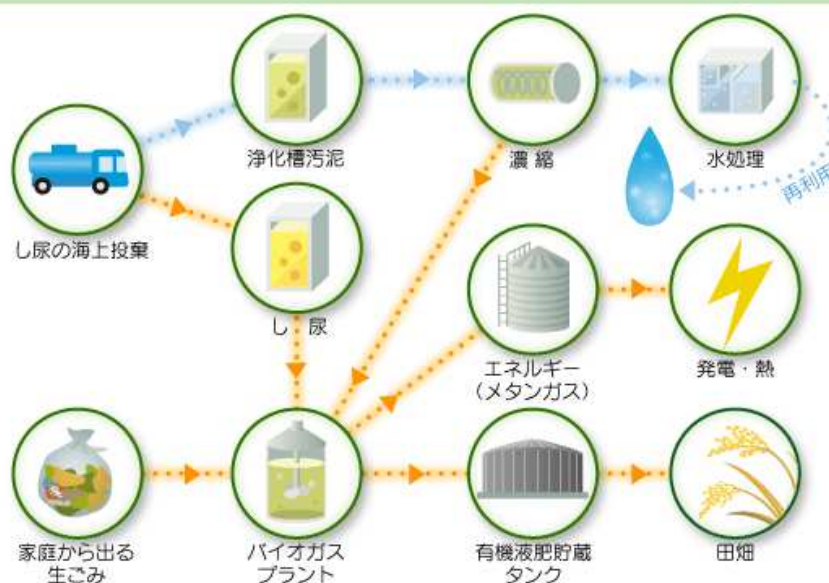 浄化槽汚泥
濃縮
水処理
再利用
し尿の海上投棄
し尿
エネルギー
(メタンガス)
発電・熱
家庭から出る
生ごみ
バイオガス
プラント
有機液肥貯蔵
タンク
田畑